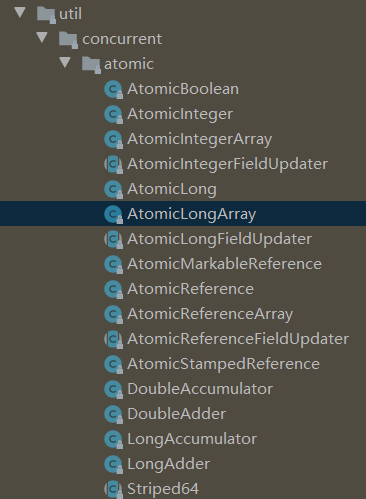 util
concurrent
atomic
AtomicBoolean
AtomicInteger
AtomicIntegerArray
AtomicIntegerFieldUpdater
AtomicLong
AtomicLongArray
AtomicLongFieldUpdater
AtomicMarkableReference
AtomicReference
AtomicReferenceArray
AtomicReferenceFieldUpdater
AtomicStampedReference
DoubleAccumulator
DoubleAdder
LongAccumulator
LongAdder
Striped64